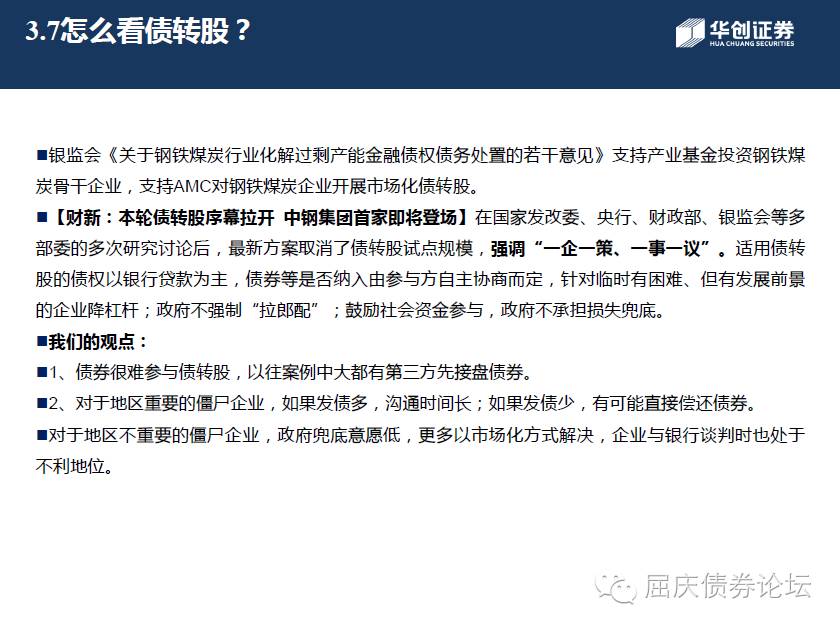 3.7怎么看债转股？
华创证券
HUA CHUANG SECURITIES
■银监会《关于钢铁煤炭行业化解过剩产能金融债权债务处置的若干意见》支持产业基金投资钢铁煤
炭骨干企业，支持AMC对钢铁煤炭企业开展市场化债转股。
■【财新：本轮债转股序幕拉开 中钢集团首家即将登场】在国家发改委、央行、财政部、银监会等多
部委的多次研究讨论后，最新方案取消了债转股试点规模，强调“一企一策、一事一议”。适用债转
股的债权以银行贷款为主，债券等是否纳入由参与方自主协商而定，针对临时有困难、但有发展前景
的企业降杠杆；政府不强制“拉郎配”；鼓励社会资金参与，政府不承担损失兜底。
■我们的观点：
■1、债券很难参与债转股，以往案例中大都有第三方先接盘债券。
■2、对于地区重要的僵尸企业，如果发债多，沟通时间长；如果发债少，有可能直接偿还债券。
■对于地区不重要的僵尸企业，政府兜底意愿低，更多以市场化方式解决，企业与银行谈判时也处于
不利地位。
屈庆债券论坛